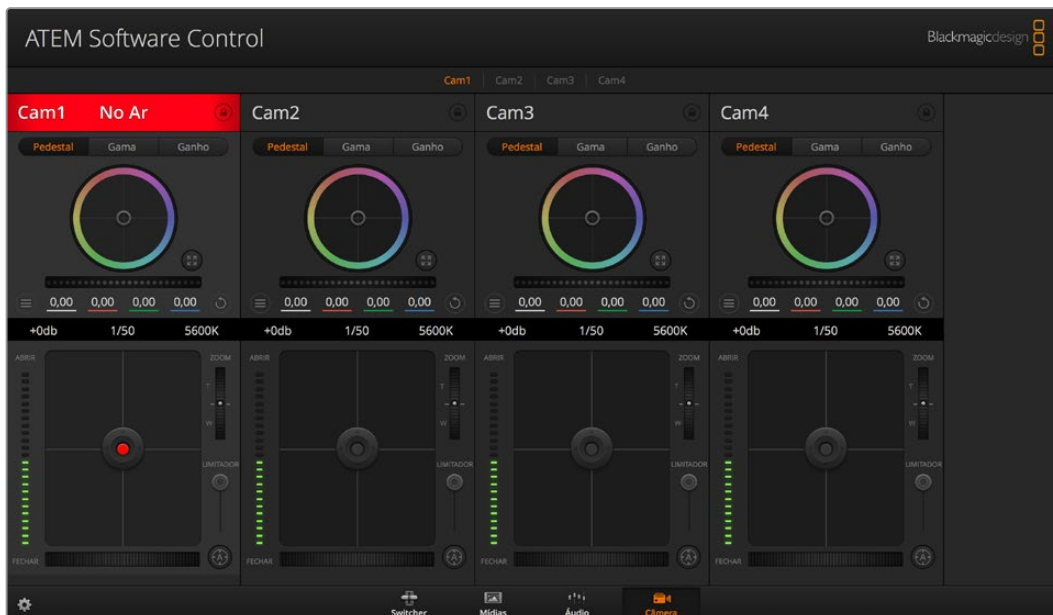 ATEM Software Control
Blackmagicdesign
Cam1 Cam2 Cam3 Cam4
Cam1 No Ar
Cam2
Cam3
Cam4
Pedestal Gama Ganho
Pedestal Gama Ganho
Pedestal Gama Ganho
Pedestal Gama Ganho
0,00 0,00 0,00 0,00
0,00 0,00 0,00 0,00
0,00 0,00 0,00 0,00
0,00 0,00 0,00 0,00
+0db 1/50 5600K
+0db 1/50 5600K
+0db 1/50 5600K
+0db 1/50 5600K
ABRIR ZOOM
ABRIR ZOOM
ABRIR ZOOM
ABRIR ZOOM
T
T
T
T
W
W
W
W
LIMITADOR
LIMITADOR
LIMITADOR
LIMITADOR
FECHAR A
FECHAR A
FECHAR A
FECHAR A
Switcher Mídias Áudio Câmera